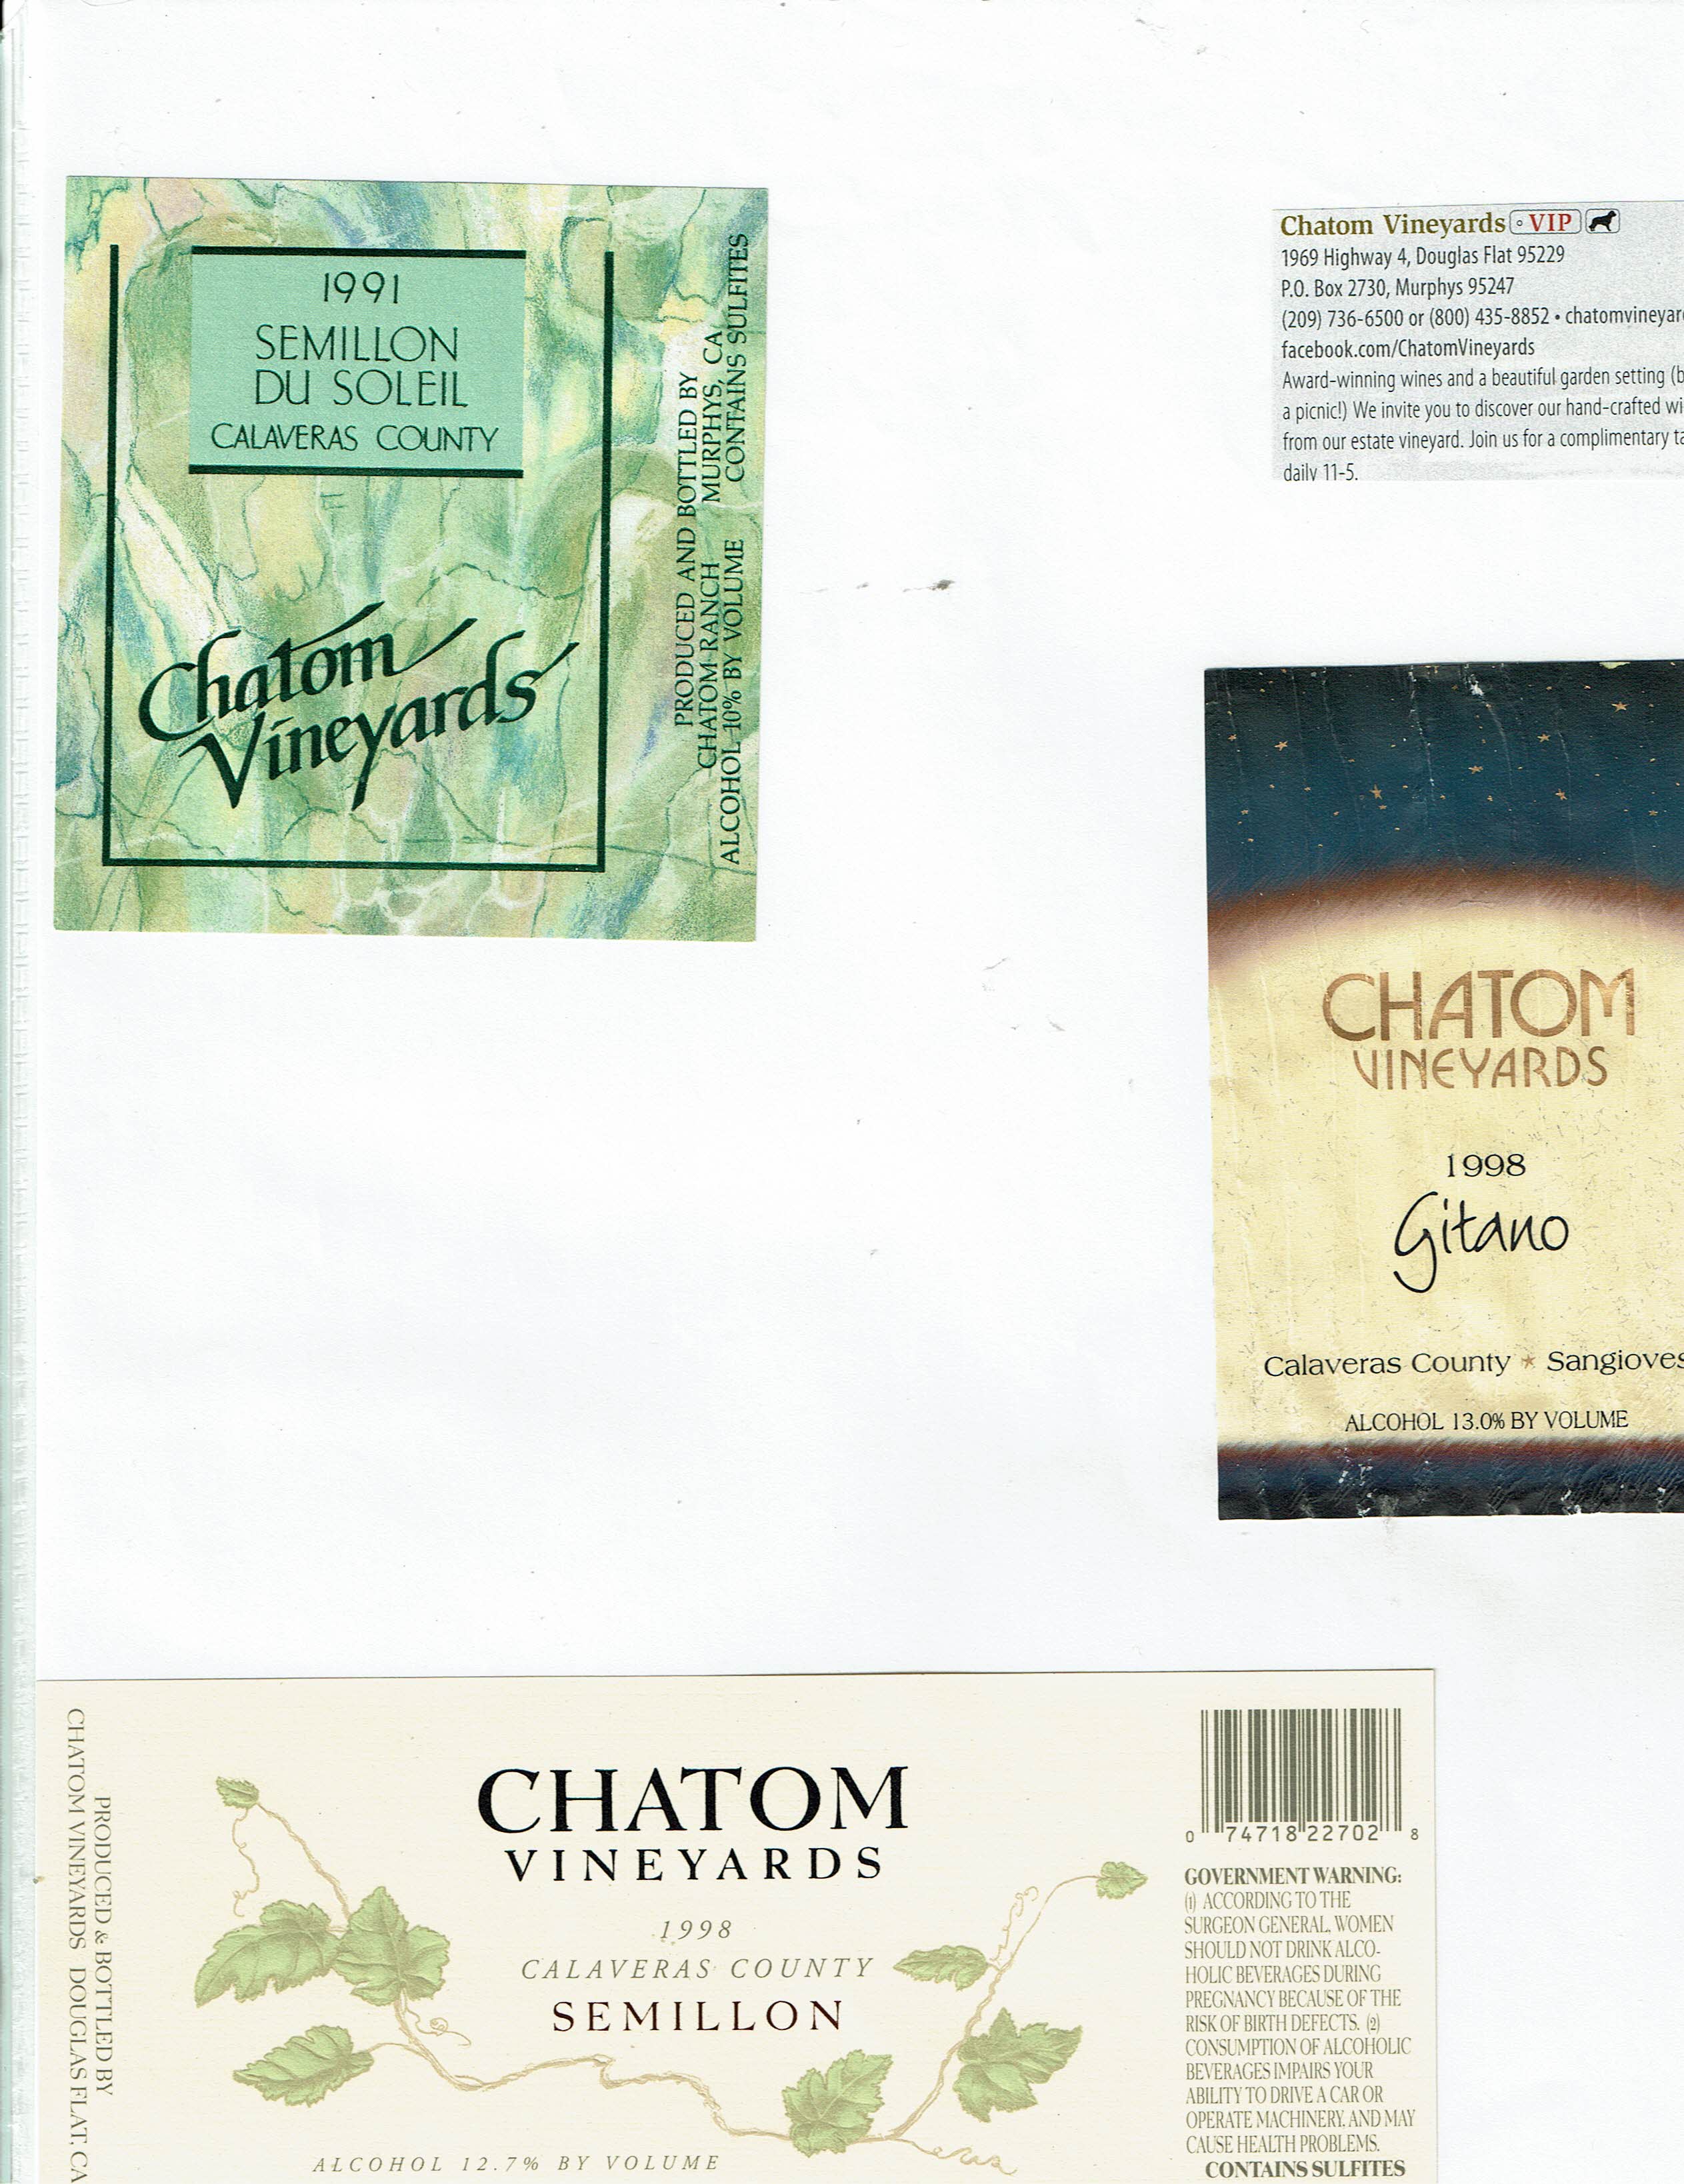 1991
SEMILLON
DU SOLEIL
CALAVERAS COUNTY
Chatom
Vineyards
PRODUCED AND BOTTLED BY
CHATOM RANCH MURPHYS, CA
ALCOHOL 10% BY VOLUME CONTAINS SULFITES
Chatom Vineyards VIP
1969 Highway 4, Douglas Flat 95229
P.O. Box 2730, Murphys 95247
(209) 736-6500 or (800) 435-8852 • chatomvineyar
facebook.com/ChatomVineyards
Award-winning wines and a beautiful garden setting (b
a picnic!) We invite you to discover our hand-crafted wi
from our estate vineyard. Join us for a complimentary ta
daily 11-5.
CHATOM
VINEYARDS
1998
Gitano
Calaveras County ★ Sangioves
ALCOHOL 13.0% BY VOLUME
PRODUCED & BOTTLED BY
CHATOM VINEYARDS DOUGLAS FLAT, CA
CHATOM
VINEYARDS
1998
CALAVERAS COUNTY
SEMILLON
ALCOHOL 12.7% BY VOLUME
0 74718 22702 8
GOVERNMENT WARNING:
(1) ACCORDING TO THE
SURGEON GENERAL, WOMEN
SHOULD NOT DRINK ALCO-
HOLIC BEVERAGES DURING
PREGNANCY BECAUSE OF THE
RISK OF BIRTH DEFECTS. (2)
CONSUMPTION OF ALCOHOLIC
BEVERAGES IMPAIRS YOUR
ABILITY TO DRIVE A CAR OR
OPERATE MACHINERY, AND MAY
CAUSE HEALTH PROBLEMS.
CONTAINS SULFITES